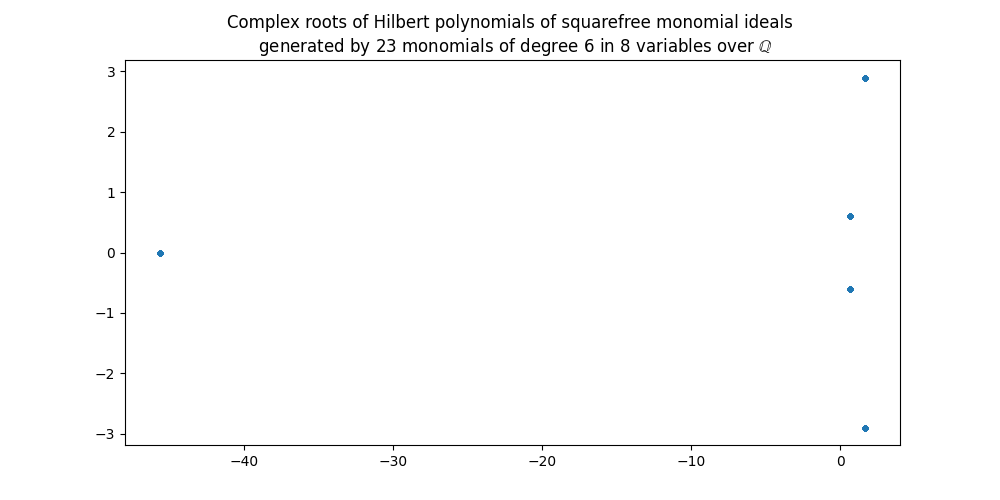 Complex roots of Hilbert polynomials of squarefree monomial ideals
generated by 23 monomials of degree 6 in 8 variables over ℚ
3
2
1
0
−1
−2
−3
−40 −30 −20 −10 0